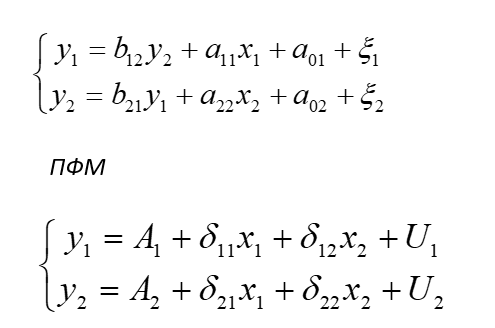 y₁ = b₁₂y₂ + a₁₁x₁ + a₀₁ + ξ₁
y₂ = b₂₁y₁ + a₂₂x₂ + a₀₂ + ξ₂
ПФМ
y₁ = A₁ + δ₁₁x₁ + δ₁₂x₂ + U₁
y₂ = A₂ + δ₂₁x₁ + δ₂₂x₂ + U₂